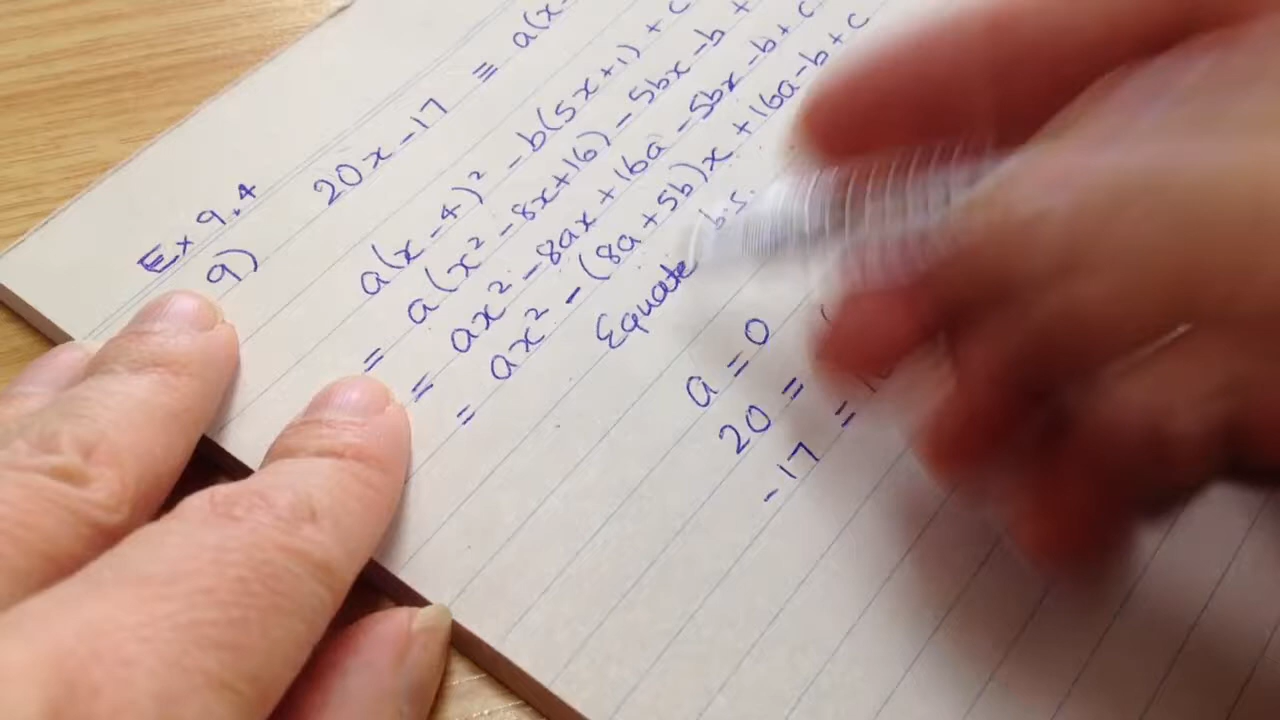 Ex 9.4
9) 20x - 17 ≡ a(x-
a(x - 4)² - b(5x + 1) + c
= a(x² - 8x + 16) - 5bx - b +
= ax² - 8ax + 16a - 5bx - b + c
= ax² - (8a + 5b)x + 16a - b + c
Equate
a = 0
20 =
-17 =